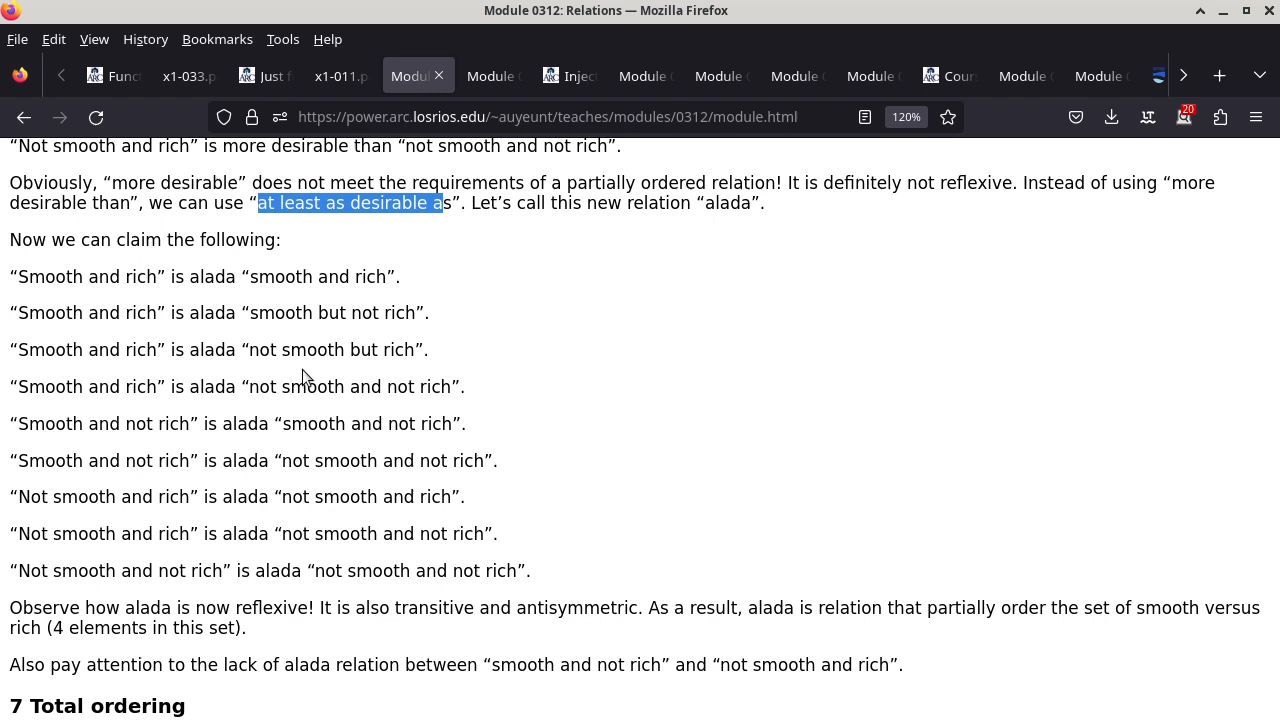 Module 0312: Relations — Mozilla Firefox
File Edit View History Bookmarks Tools Help
Funct x1-033.p Just f x1-011.p Modul Module Injec Module Module Module Module Cour Module Module
https://power.arc.losrios.edu/~auyeunt/teaches/modules/0312/module.html 120% 20
“Not smooth and rich” is more desirable than “not smooth and not rich”.
Obviously, “more desirable” does not meet the requirements of a partially ordered relation! It is definitely not reflexive. Instead of using “more
desirable than”, we can use “at least as desirable as”. Let’s call this new relation “alada”.
Now we can claim the following:
“Smooth and rich” is alada “smooth and rich”.
“Smooth and rich” is alada “smooth but not rich”.
“Smooth and rich” is alada “not smooth but rich”.
“Smooth and rich” is alada “not smooth and not rich”.
“Smooth and not rich” is alada “smooth and not rich”.
“Smooth and not rich” is alada “not smooth and not rich”.
“Not smooth and rich” is alada “not smooth and rich”.
“Not smooth and rich” is alada “not smooth and not rich”.
“Not smooth and not rich” is alada “not smooth and not rich”.
Observe how alada is now reflexive! It is also transitive and antisymmetric. As a result, alada is relation that partially order the set of smooth versus
rich (4 elements in this set).
Also pay attention to the lack of alada relation between “smooth and not rich” and “not smooth and rich”.
7 Total ordering